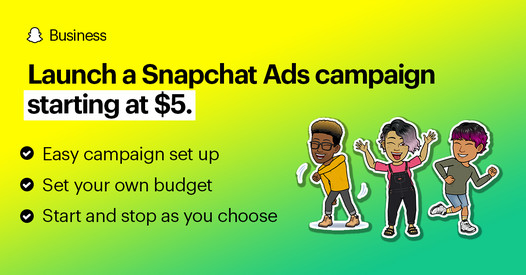 Business
Launch a Snapchat Ads campaign
starting at $5.
Easy campaign set up
Set your own budget
Start and stop as you choose